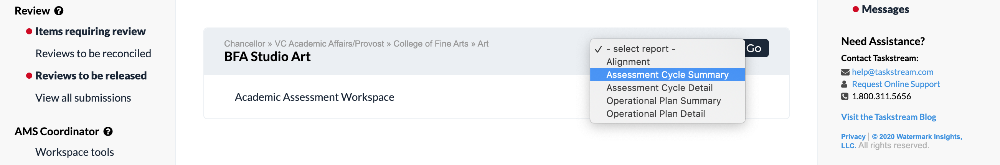 Review ?
Items requiring review
Reviews to be reconciled
Reviews to be released
View all submissions
AMS Coordinator ?
Workspace tools
Chancellor » VC Academic Affairs/Provost » College of Fine Arts » Art
BFA Studio Art
Academic Assessment Workspace
✓ - select report -
Alignment
Assessment Cycle Summary
Assessment Cycle Detail
Operational Plan Summary
Operational Plan Detail
Go
Messages
Need Assistance?
Contact Taskstream:
help@taskstream.com
Request Online Support
1.800.311.5656
Visit the Taskstream Blog
Privacy | © 2020 Watermark Insights,
LLC. All rights reserved.